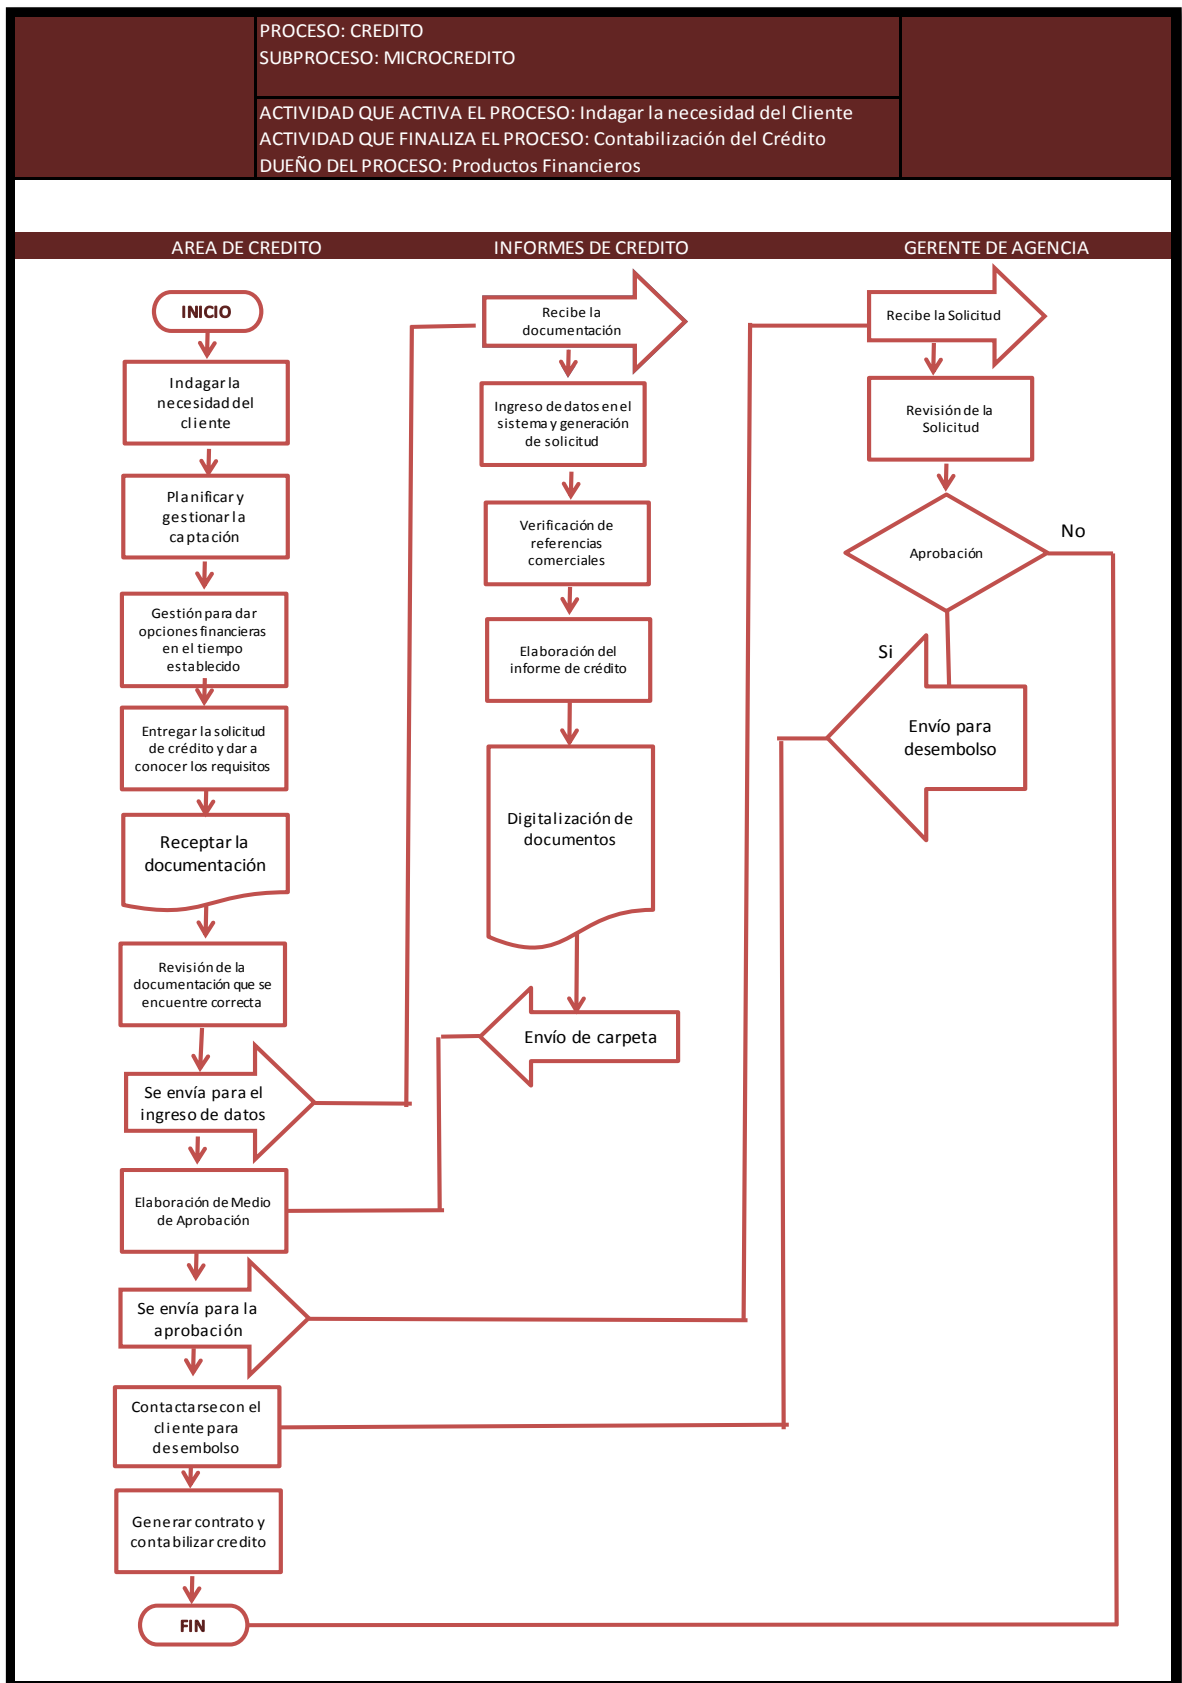 PROCESO: CREDITO
SUBPROCESO: MICROCREDITO
ACTIVIDAD QUE ACTIVA EL PROCESO: Indagar la necesidad del Cliente
ACTIVIDAD QUE FINALIZA EL PROCESO: Contabilización del Crédito
DUEÑO DEL PROCESO: Productos Financieros
AREA DE CREDITO
INFORMES DE CREDITO
GERENTE DE AGENCIA
INICIO
Indagar la
necesidad del
cliente
Planificar y
gestionar la
captación
Gestión para dar
opciones financieras
en el tiempo
establecido
Entregar la solicitud
de crédito y dar a
conocer los requisitos
Receptar la
documentación
Revisión de la
documentación que se
encuentre correcta
Se envía para el
ingreso de datos
Elaboración de Medio
de Aprobación
Se envía para la
aprobación
Contactarse con el
cliente para
desembolso
Generar contrato y
contabilizar credito
FIN
Recibe la
documentación
Ingreso de datos en el
sistema y generación
de solicitud
Verificación de
referencias
comerciales
Elaboración del
informe de crédito
Digitalización de
documentos
Envío de carpeta
Recibe la Solicitud
Revisión de la
Solicitud
Aprobación
No
Si
Envío para
desembolso